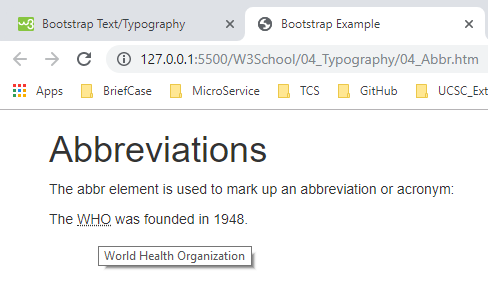 Bootstrap Text/Typography
Bootstrap Example
127.0.0.1:5500/W3School/04_Typography/04_Abbr.htm
Apps BriefCase MicroService TCS GitHub UCSC_Ext
Abbreviations
The abbr element is used to mark up an abbreviation or acronym:
The WHO was founded in 1948.
World Health Organization